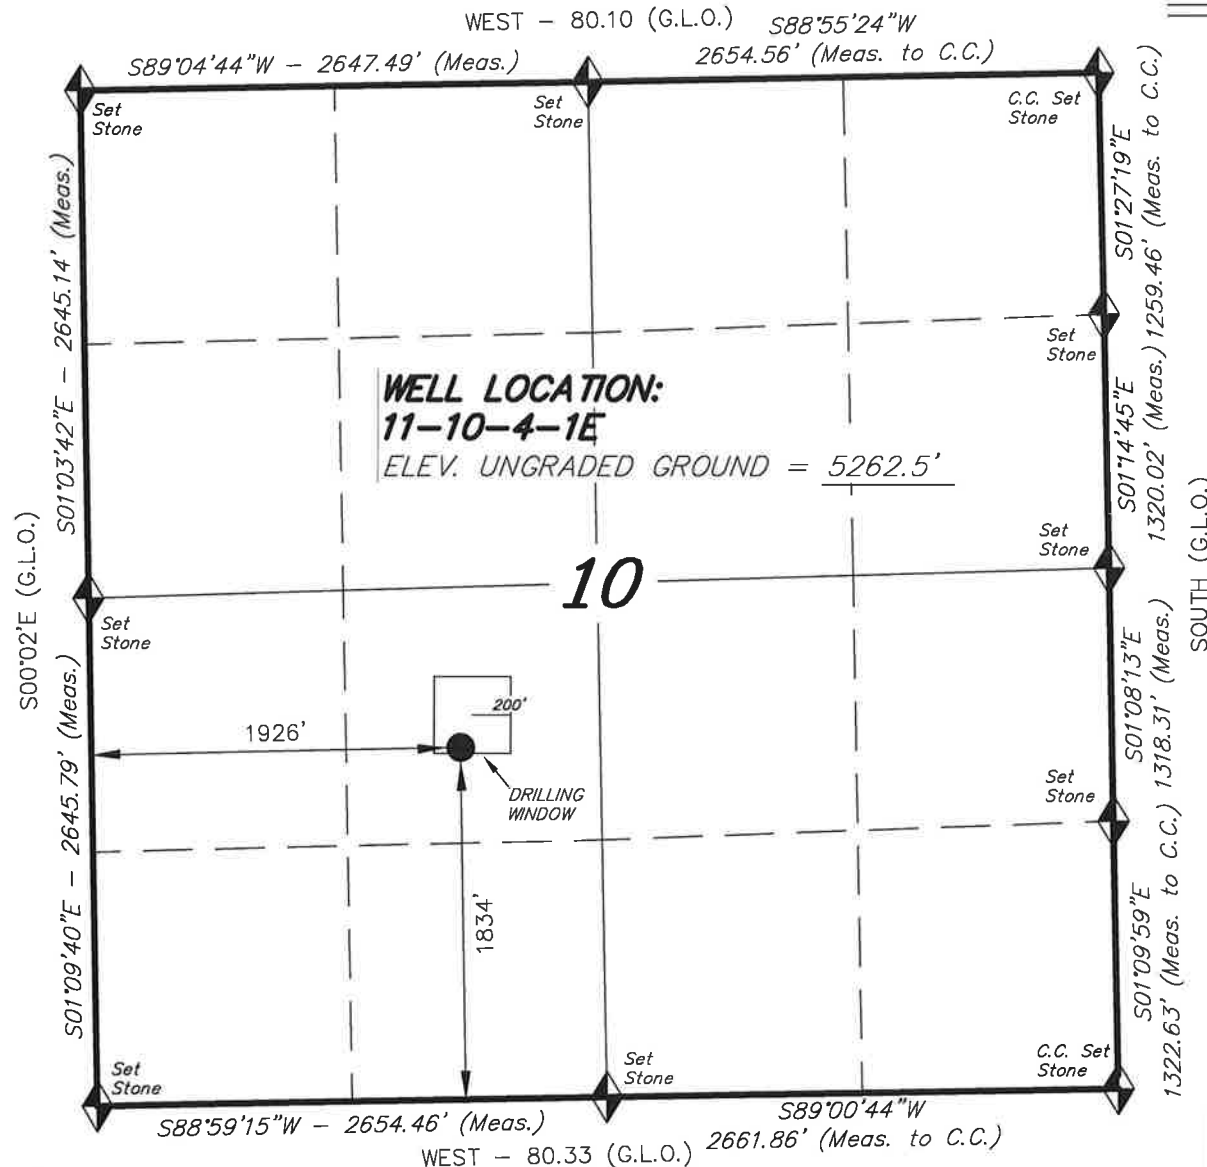 WEST – 80.10 (G.L.O.)
S89°04'44"W – 2647.49' (Meas.)
S88°55'24"W
2654.56' (Meas. to C.C.)
Set
Stone
Set
Stone
C.C. Set
Stone
S01°03'42"E – 2645.14' (Meas.)
S01°27'19"E
1259.46' (Meas. to C.C.)
Set
Stone
WELL LOCATION:
11–10–4–1E
ELEV. UNGRADED GROUND = 5262.5'
S01°14'45"E
1320.02' (Meas.)
S00°02'E (G.L.O.)
SOUTH (G.L.O.)
Set
Stone
10
Set
Stone
S01°09'40"E – 2645.79' (Meas.)
S01°08'13"E
1318.31' (Meas.)
200'
1926'
DRILLING
WINDOW
Set
Stone
1834'
S01°09'59"E
1322.63' (Meas. to C.C.)
Set
Stone
Set
Stone
C.C. Set
Stone
S88°59'15"W – 2654.46' (Meas.)
S89°00'44"W
2661.86' (Meas. to C.C.)
WEST – 80.33 (G.L.O.)